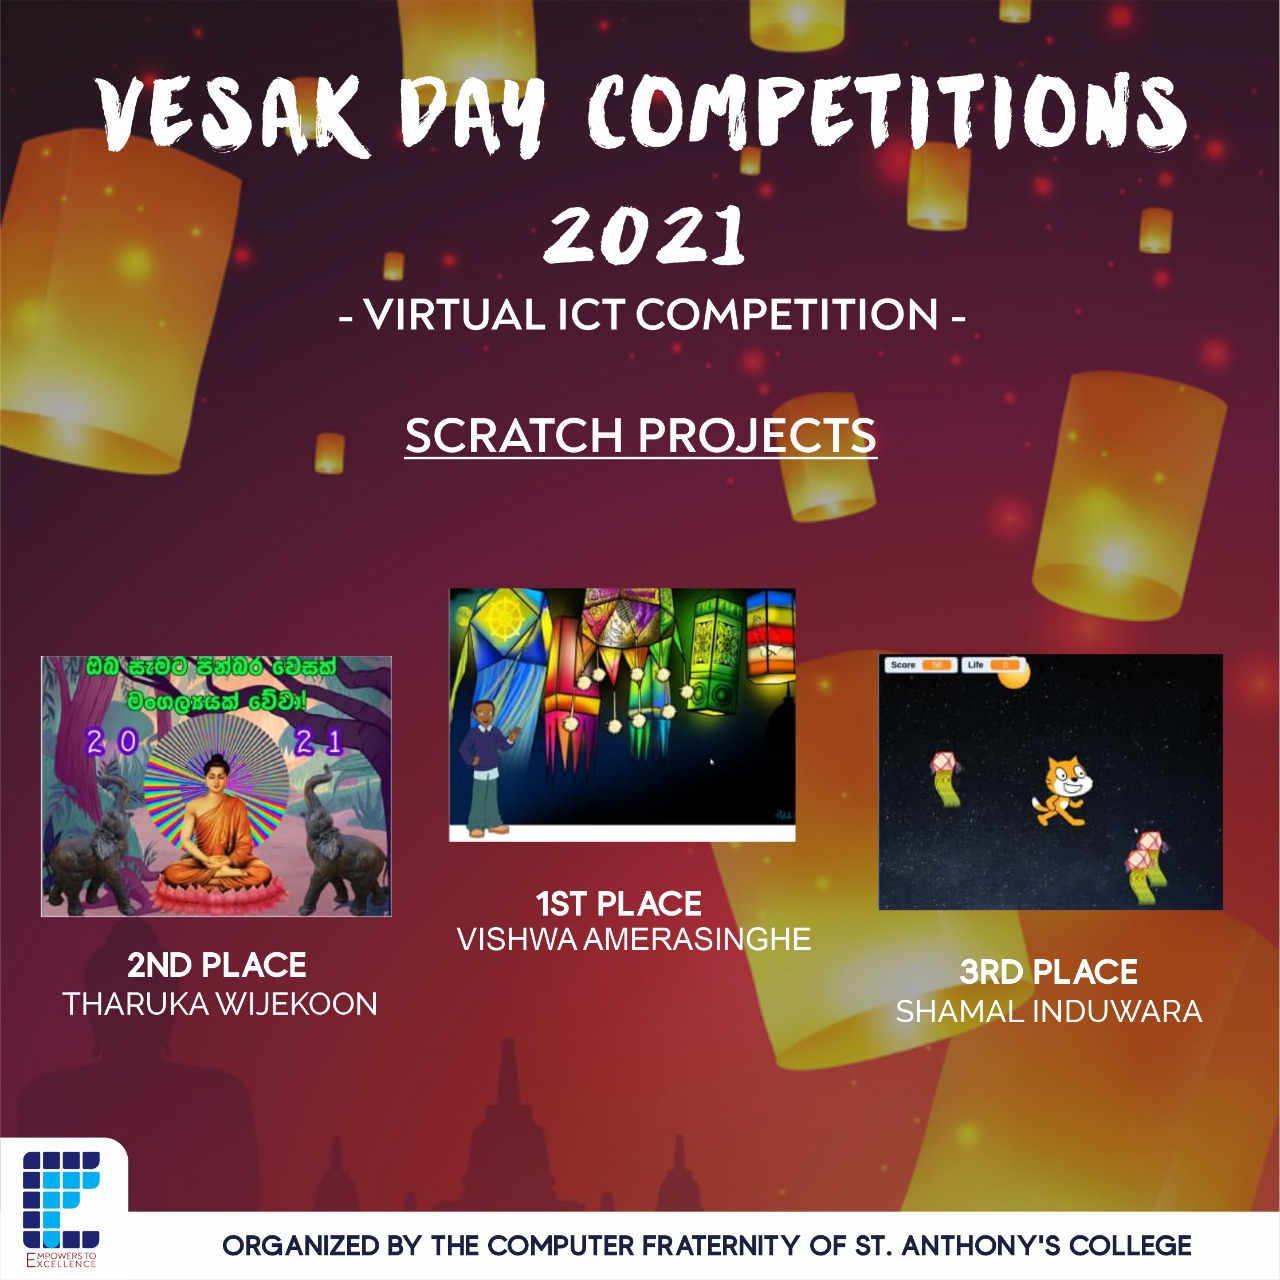 VESAK DAY COMPETITIONS
2021
- VIRTUAL ICT COMPETITION -
SCRATCH PROJECTS
ඔබ සැමට පින්බර වෙසක්
මංගල්‍යයක් වේවා!
2 0 2 1
2ND PLACE
THARUKA WIJEKOON
1ST PLACE
VISHWA AMERASINGHE
Score 56 Life 0
3RD PLACE
SHAMAL INDUWARA
EMPOWERS TO
EXCELLENCE
ORGANIZED BY THE COMPUTER FRATERNITY OF ST. ANTHONY'S COLLEGE